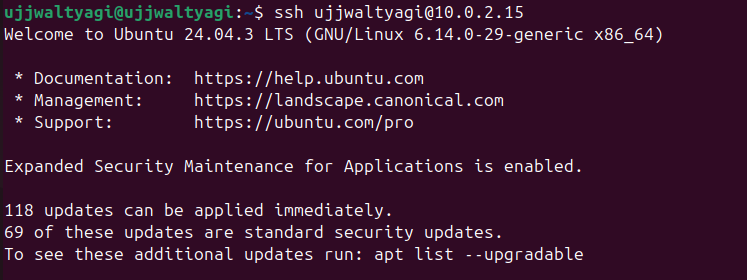 ujjwaltyagi@ujjwaltyagi:~$ ssh ujjwaltyagi@10.0.2.15
Welcome to Ubuntu 24.04.3 LTS (GNU/Linux 6.14.0-29-generic x86_64)

 * Documentation:  https://help.ubuntu.com
 * Management:     https://landscape.canonical.com
 * Support:        https://ubuntu.com/pro

Expanded Security Maintenance for Applications is enabled.

118 updates can be applied immediately.
69 of these updates are standard security updates.
To see these additional updates run: apt list --upgradable